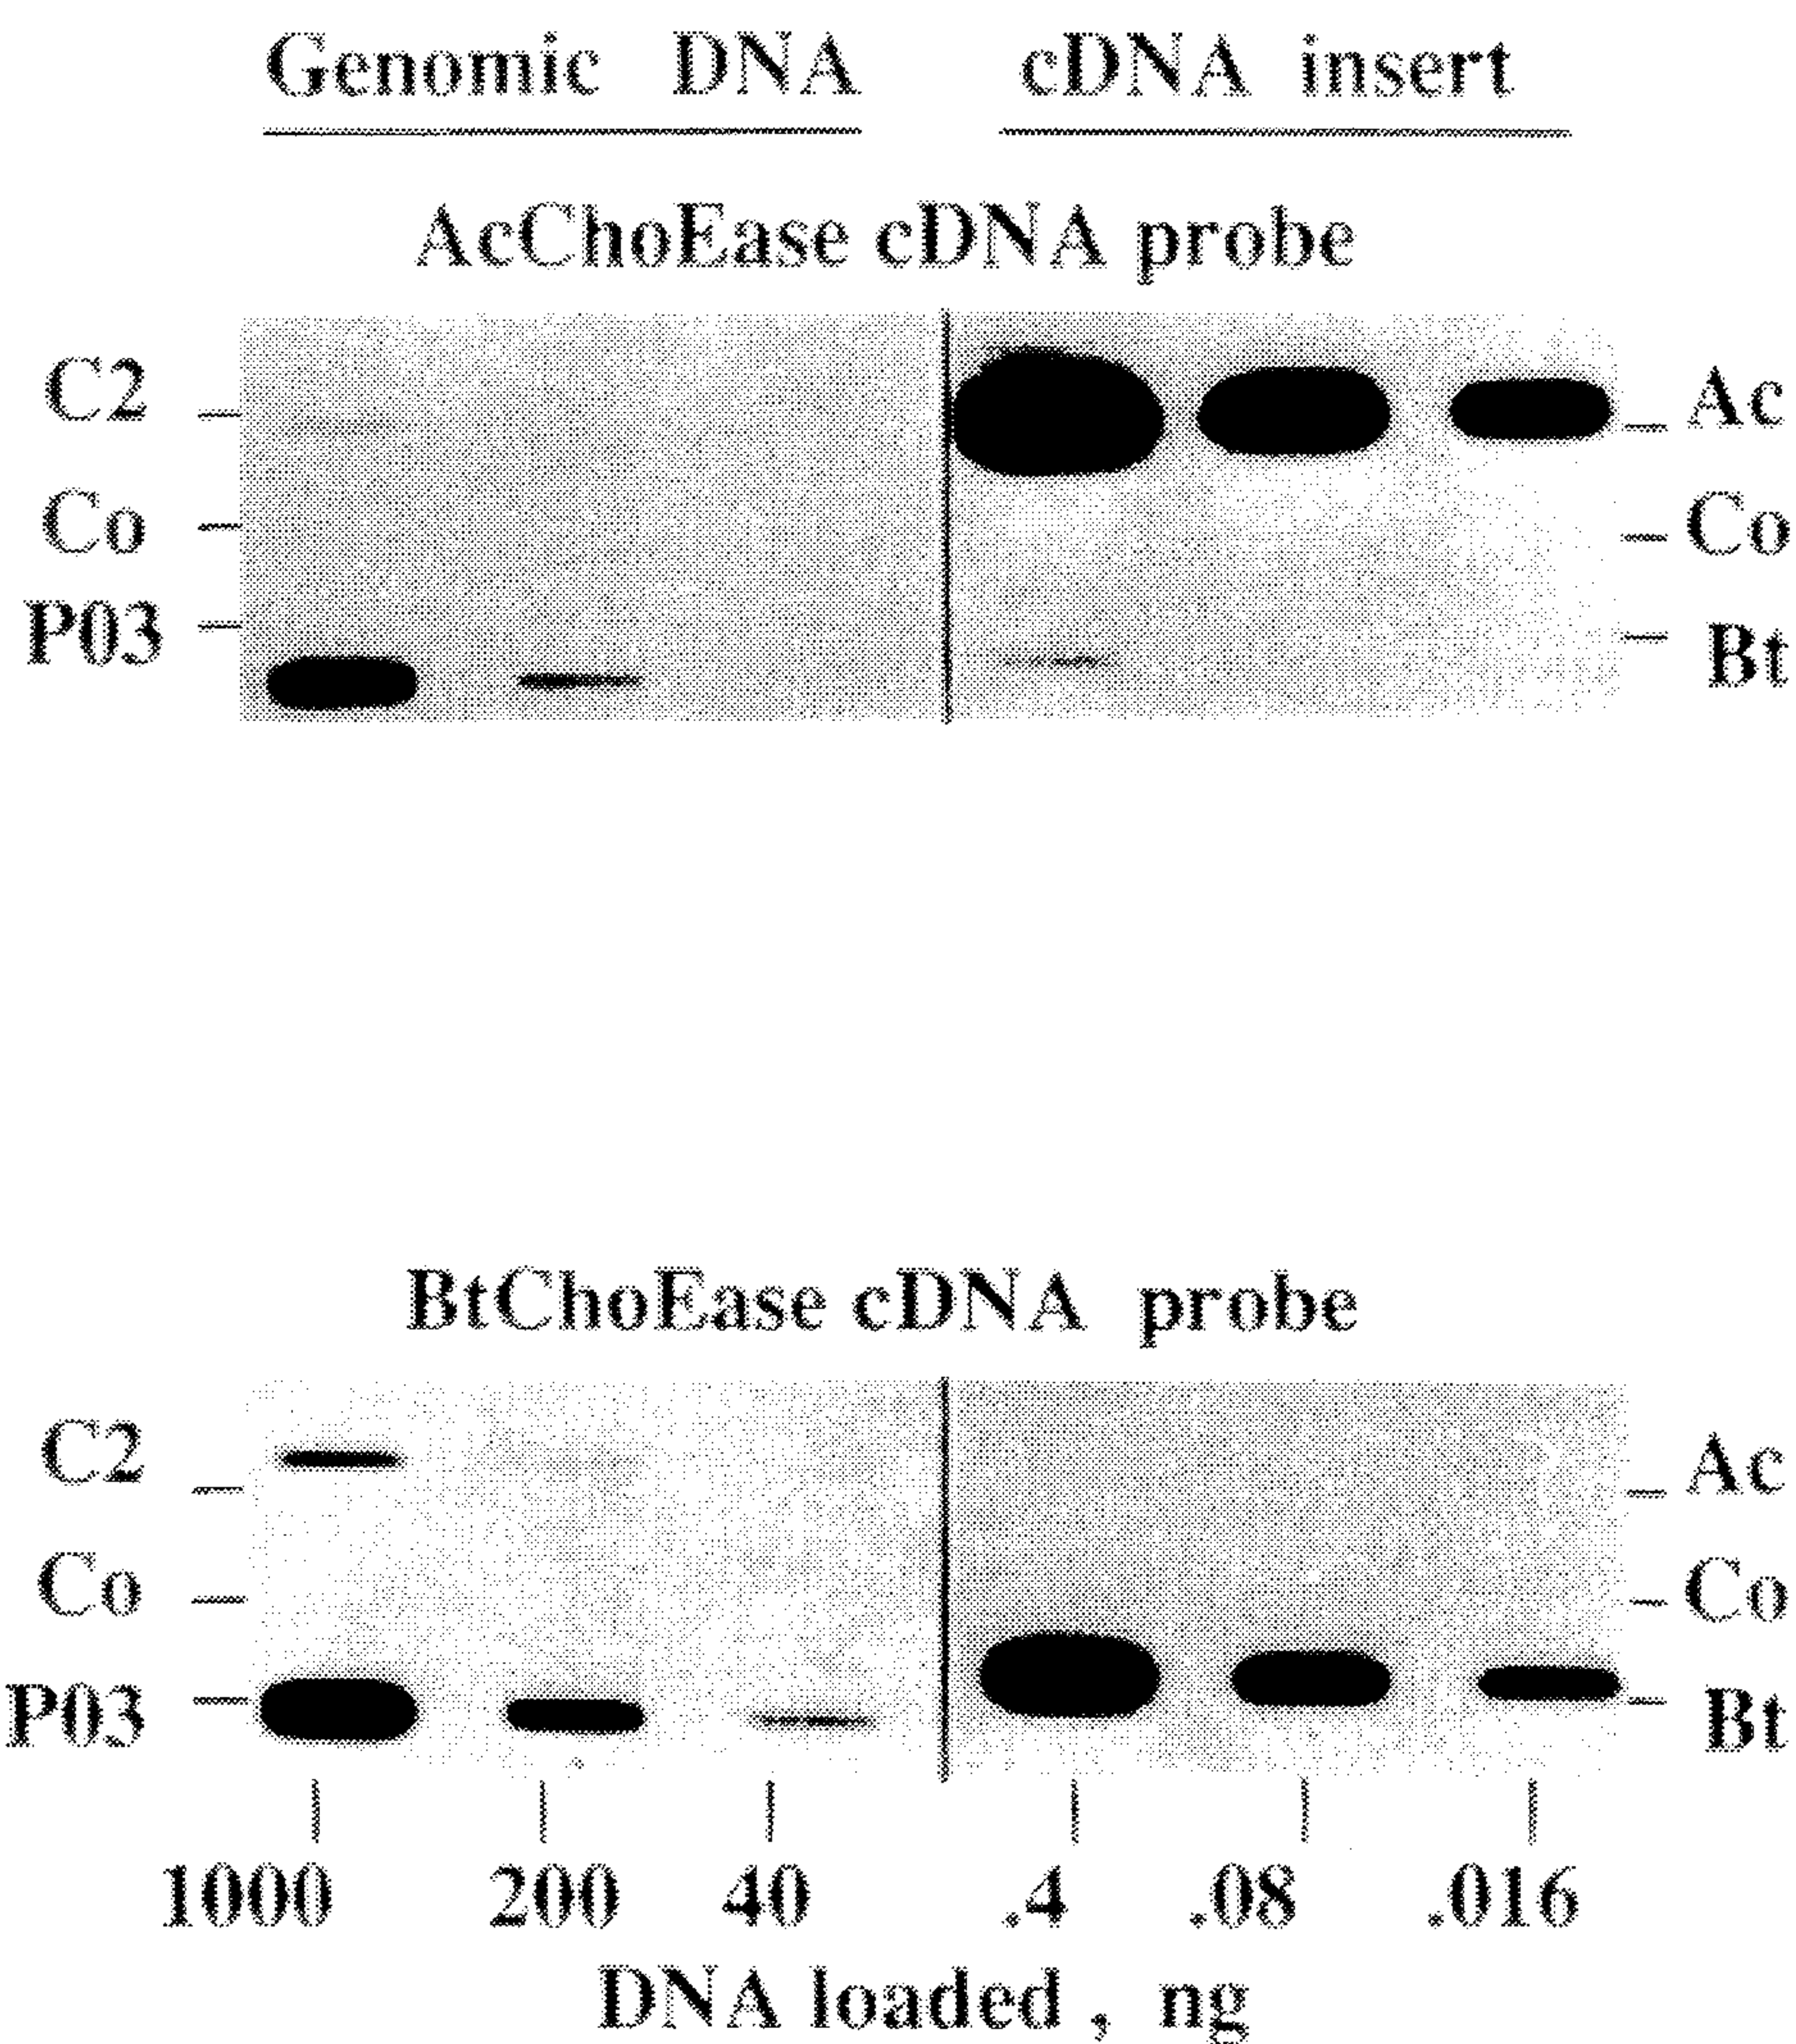 Genomic DNA cDNA insert
AcChoEase cDNA probe
C2 Ac
Co Co
P03 Bt
BtChoEase cDNA probe
C2 Ac
Co Co
P03 Bt
1000 200 40 .4 .08 .016
DNA loaded , ng